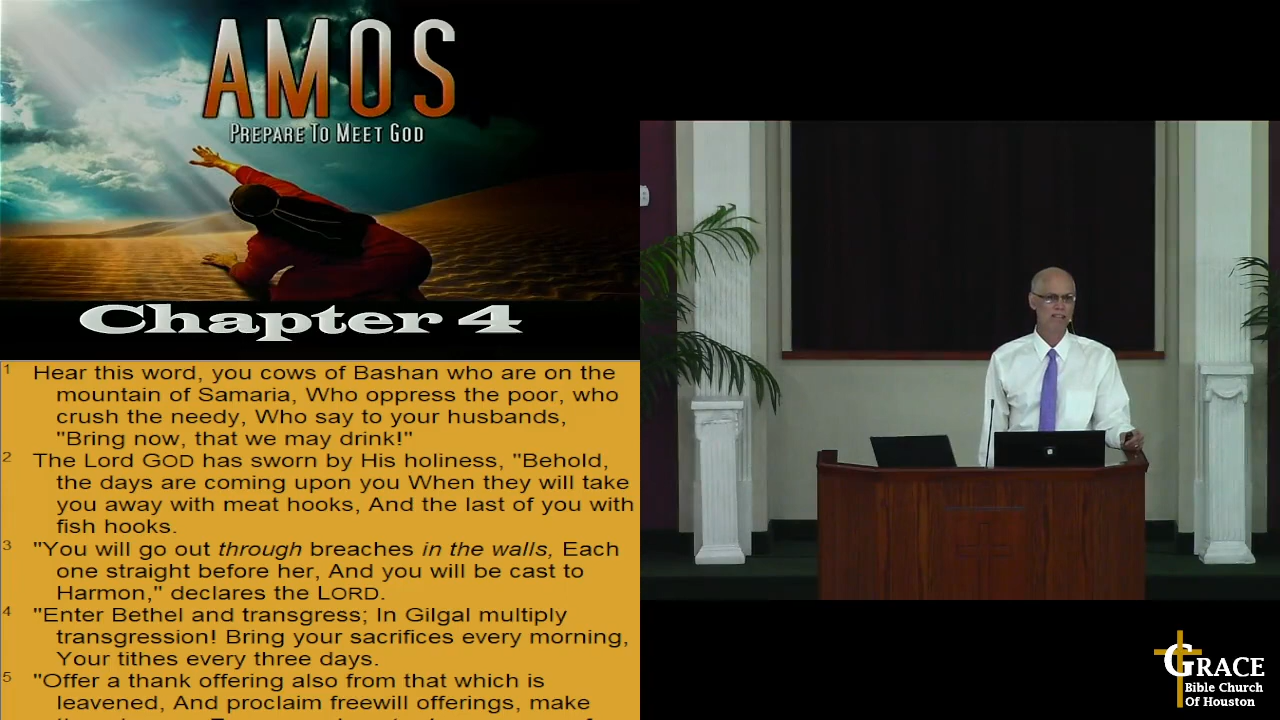 AMOS
PREPARE TO MEET GOD
Chapter 4
1 Hear this word, you cows of Bashan who are on the
mountain of Samaria, Who oppress the poor, who
crush the needy, Who say to your husbands,
"Bring now, that we may drink!"
2 The Lord GOD has sworn by His holiness, "Behold,
the days are coming upon you When they will take
you away with meat hooks, And the last of you with
fish hooks.
3 "You will go out through breaches in the walls, Each
one straight before her, And you will be cast to
Harmon," declares the LORD.
4 "Enter Bethel and transgress; In Gilgal multiply
transgression! Bring your sacrifices every morning,
Your tithes every three days.
5 "Offer a thank offering also from that which is
leavened, And proclaim freewill offerings, make
GRACE
Bible Church
Of Houston